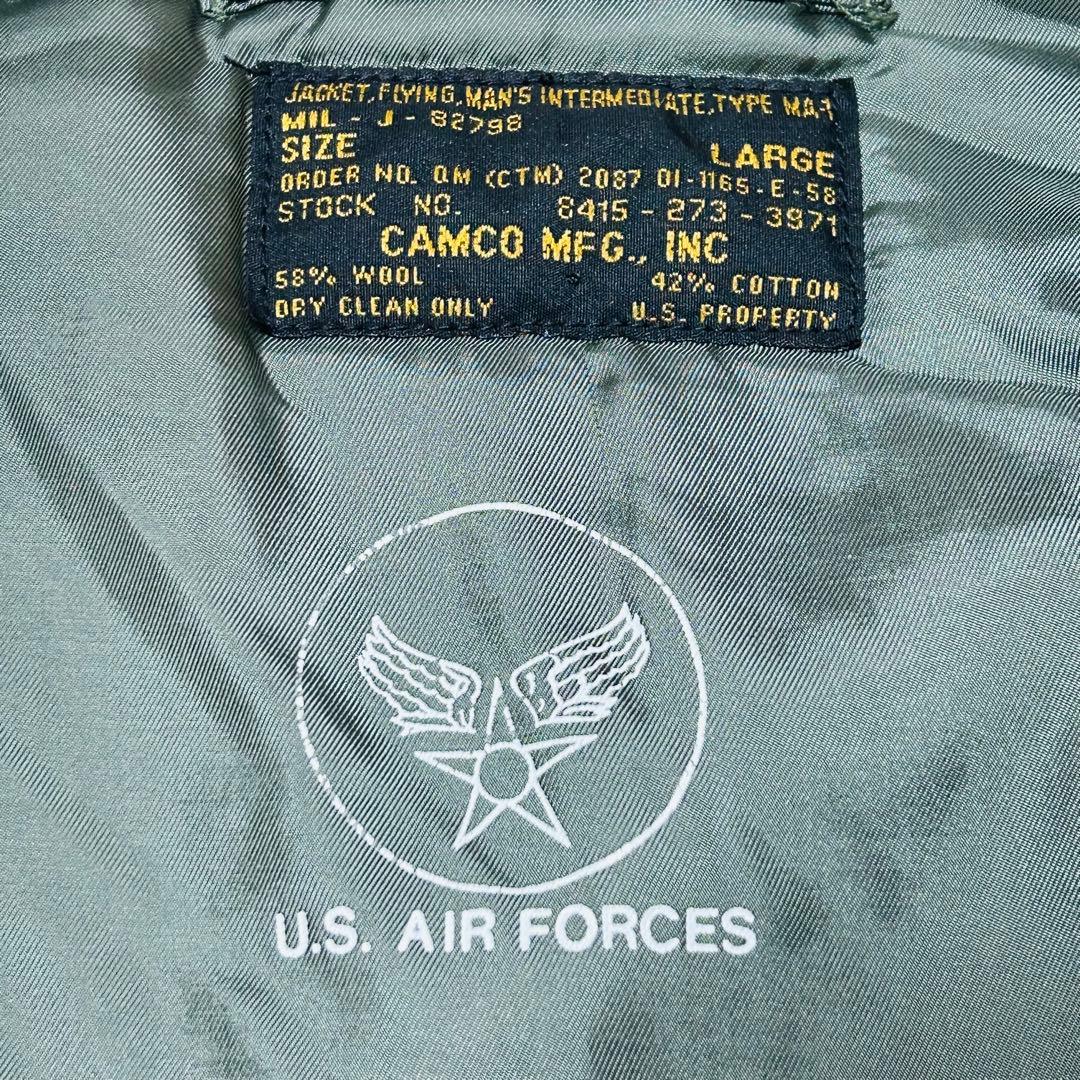 JACKET, FLYING, MAN'S INTERMEDIATE, TYPE MA-1
MIL - J - 82798
SIZE LARGE
ORDER NO. QM (CTM) 2087 01-1165-E-58
STOCK NO. 8415 - 273 - 3971
CAMCO MFG., INC
58% WOOL 42% COTTON
DRY CLEAN ONLY U.S. PROPERTY
U.S. AIR FORCES